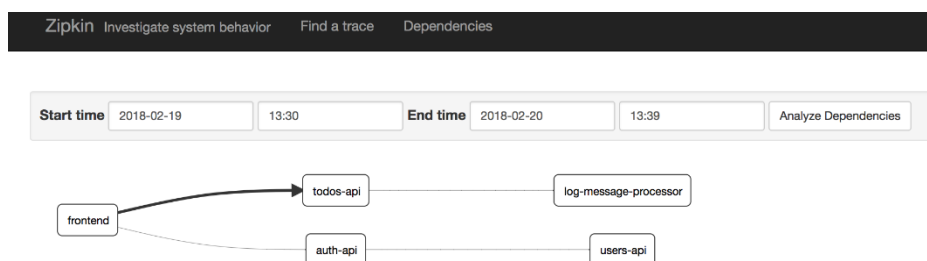 Zipkin Investigate system behavior Find a trace Dependencies
Start time 2018-02-19 13:30 End time 2018-02-20 13:39 Analyze Dependencies
todos-api log-message-processor
frontend
auth-api users-api